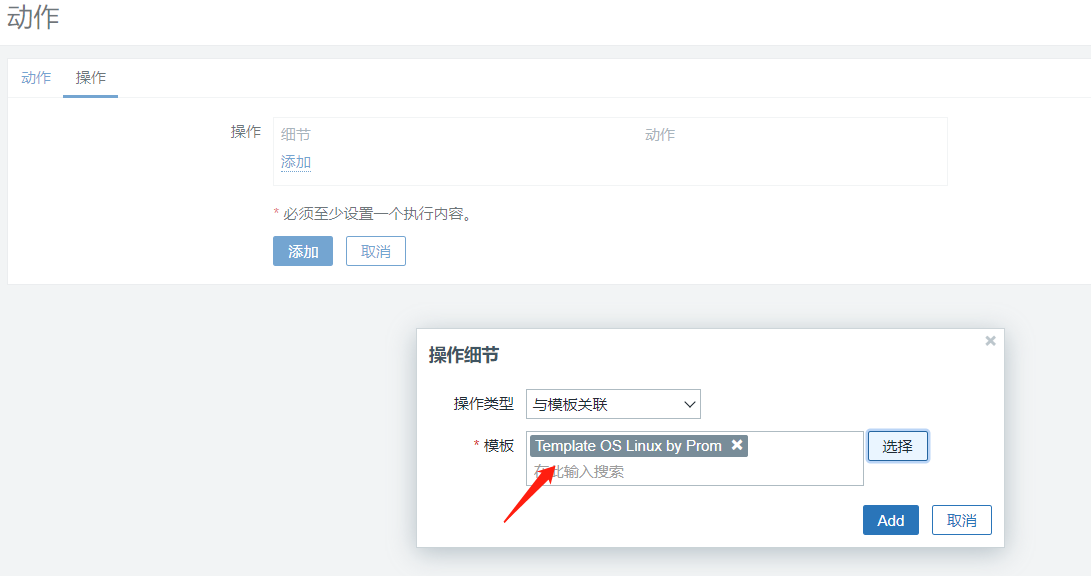 动作
动作 操作
操作 细节 动作
添加
* 必须至少设置一个执行内容。
添加 取消
操作细节
操作类型 与模板关联
* 模板 Template OS Linux by Prom 选择
在此输入搜索
Add 取消